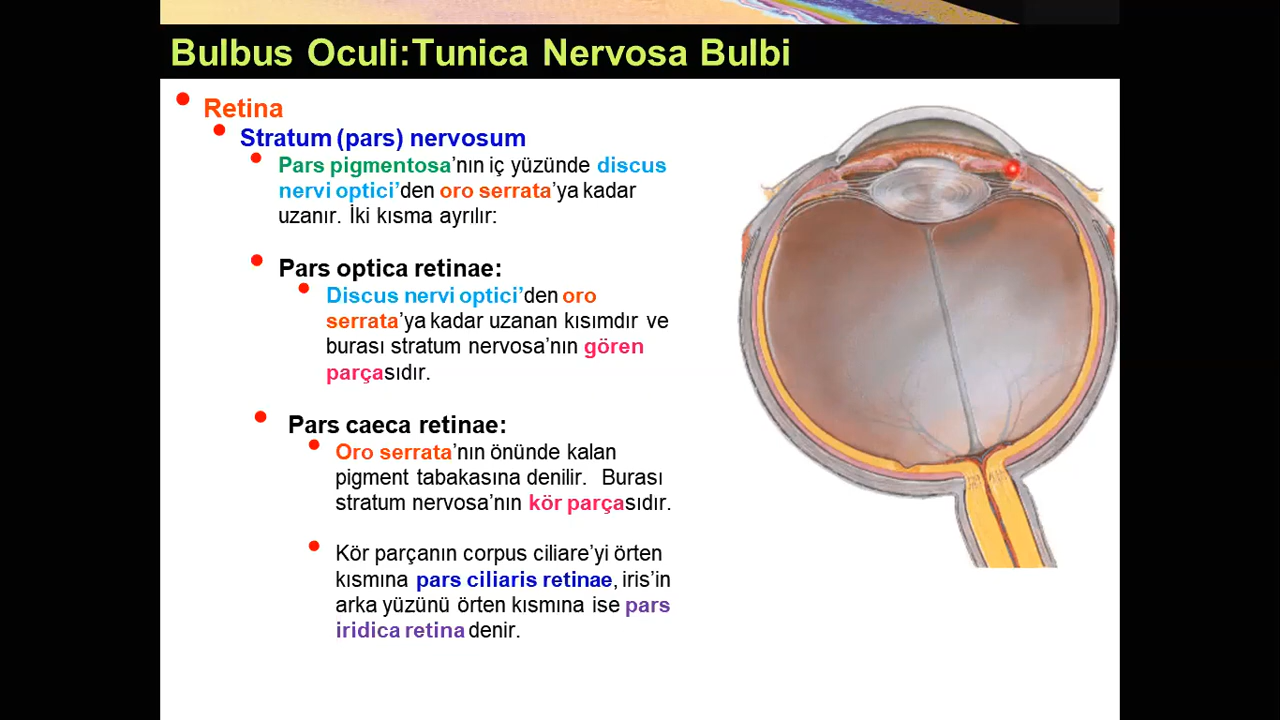 Bulbus Oculi:Tunica Nervosa Bulbi
Retina
Stratum (pars) nervosum
Pars pigmentosa’nın iç yüzünde discus
nervi optici’den oro serrata’ya kadar
uzanır. İki kısma ayrılır:
Pars optica retinae:
Discus nervi optici’den oro
serrata’ya kadar uzanan kısımdır ve
burası stratum nervosa’nın gören
parçasıdır.
Pars caeca retinae:
Oro serrata’nın önünde kalan
pigment tabakasına denilir. Burası
stratum nervosa’nın kör parçasıdır.
Kör parçanın corpus ciliare’yi örten
kısmına pars ciliaris retinae, iris’in
arka yüzünü örten kısmına ise pars
iridica retina denir.